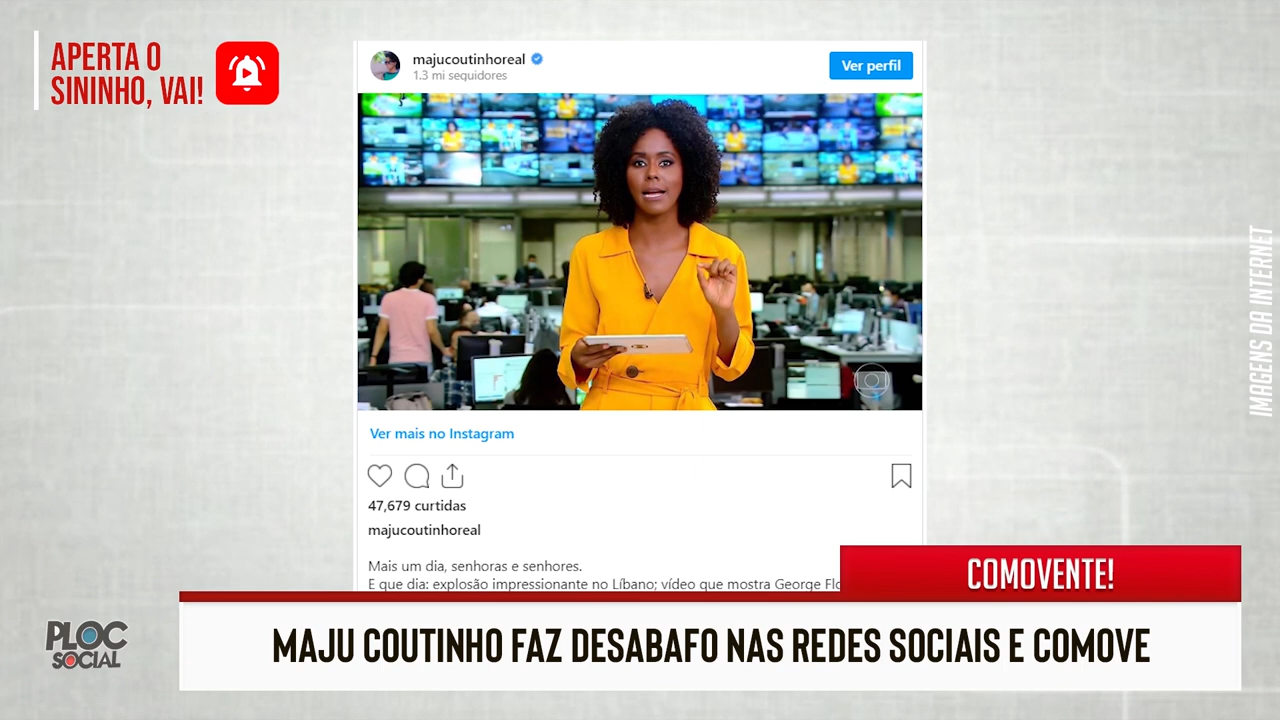 APERTA O
SININHO, VAI!
majucoutinhoreal
1.3 mi seguidores
Ver perfil
Ver mais no Instagram
47,679 curtidas
majucoutinhoreal
Mais um dia, senhoras e senhores.
E que dia: explosão impressionante no Líbano; vídeo que mostra George
COMOVENTE!
MAJU COUTINHO FAZ DESABAFO NAS REDES SOCIAIS E COMOVE
PLOC
SOCIAL
IMAGENS DA INTERNET